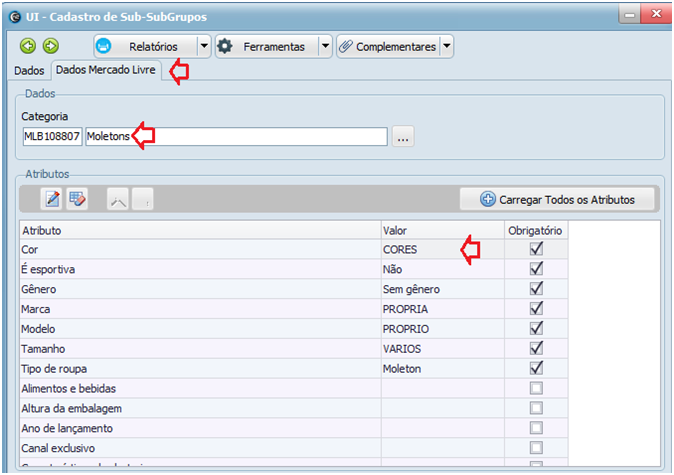 UI - Cadastro de Sub-SubGrupos
Relatórios Ferramentas Complementares
Dados Dados Mercado Livre
Dados
Categoria
MLB108807 Moletons ...
Atributos
Carregar Todos os Atributos
Atributo Valor Obrigatório
Cor CORES
É esportiva Não
Gênero Sem gênero
Marca PROPRIA
Modelo PROPRIO
Tamanho VARIOS
Tipo de roupa Moleton
Alimentos e bebidas
Altura da embalagem
Ano de lançamento
Canal exclusivo